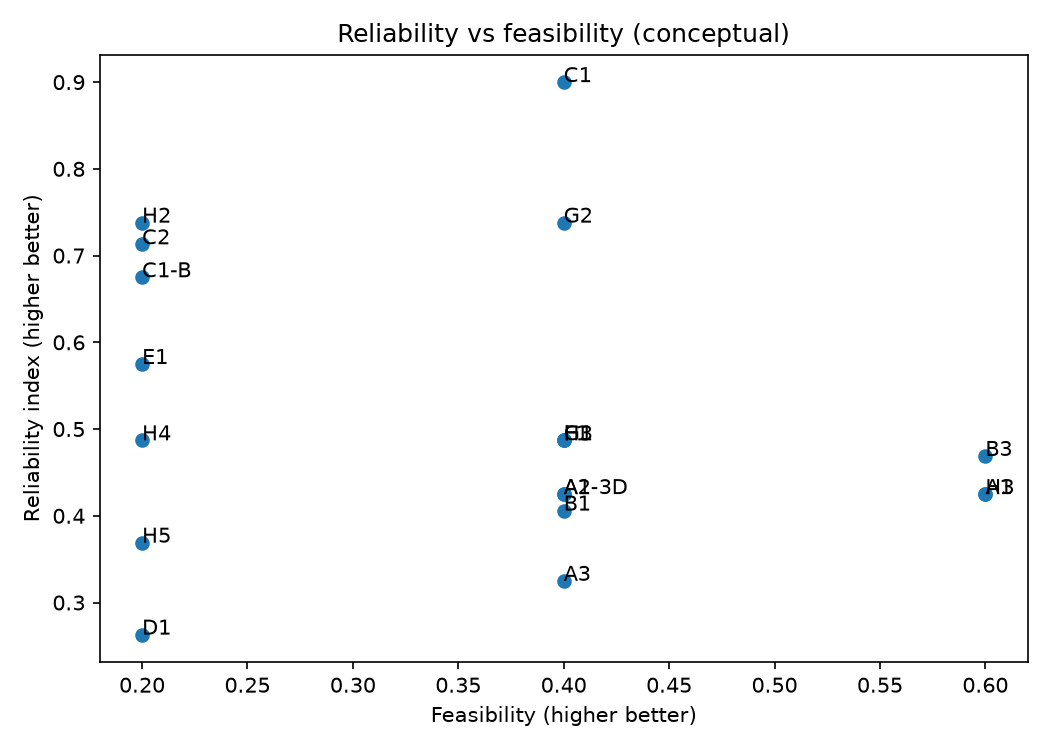 Reliability vs feasibility (conceptual)
Reliability index (higher better)
0.9
0.8
0.7
0.6
0.5
0.4
0.3
C1
H2
G2
C2
C1-B
E1
H4
B3
B1
H5
A3
D1
0.20
0.25
0.30
0.35
0.40
0.45
0.50
0.55
0.60
Feasibility (higher better)